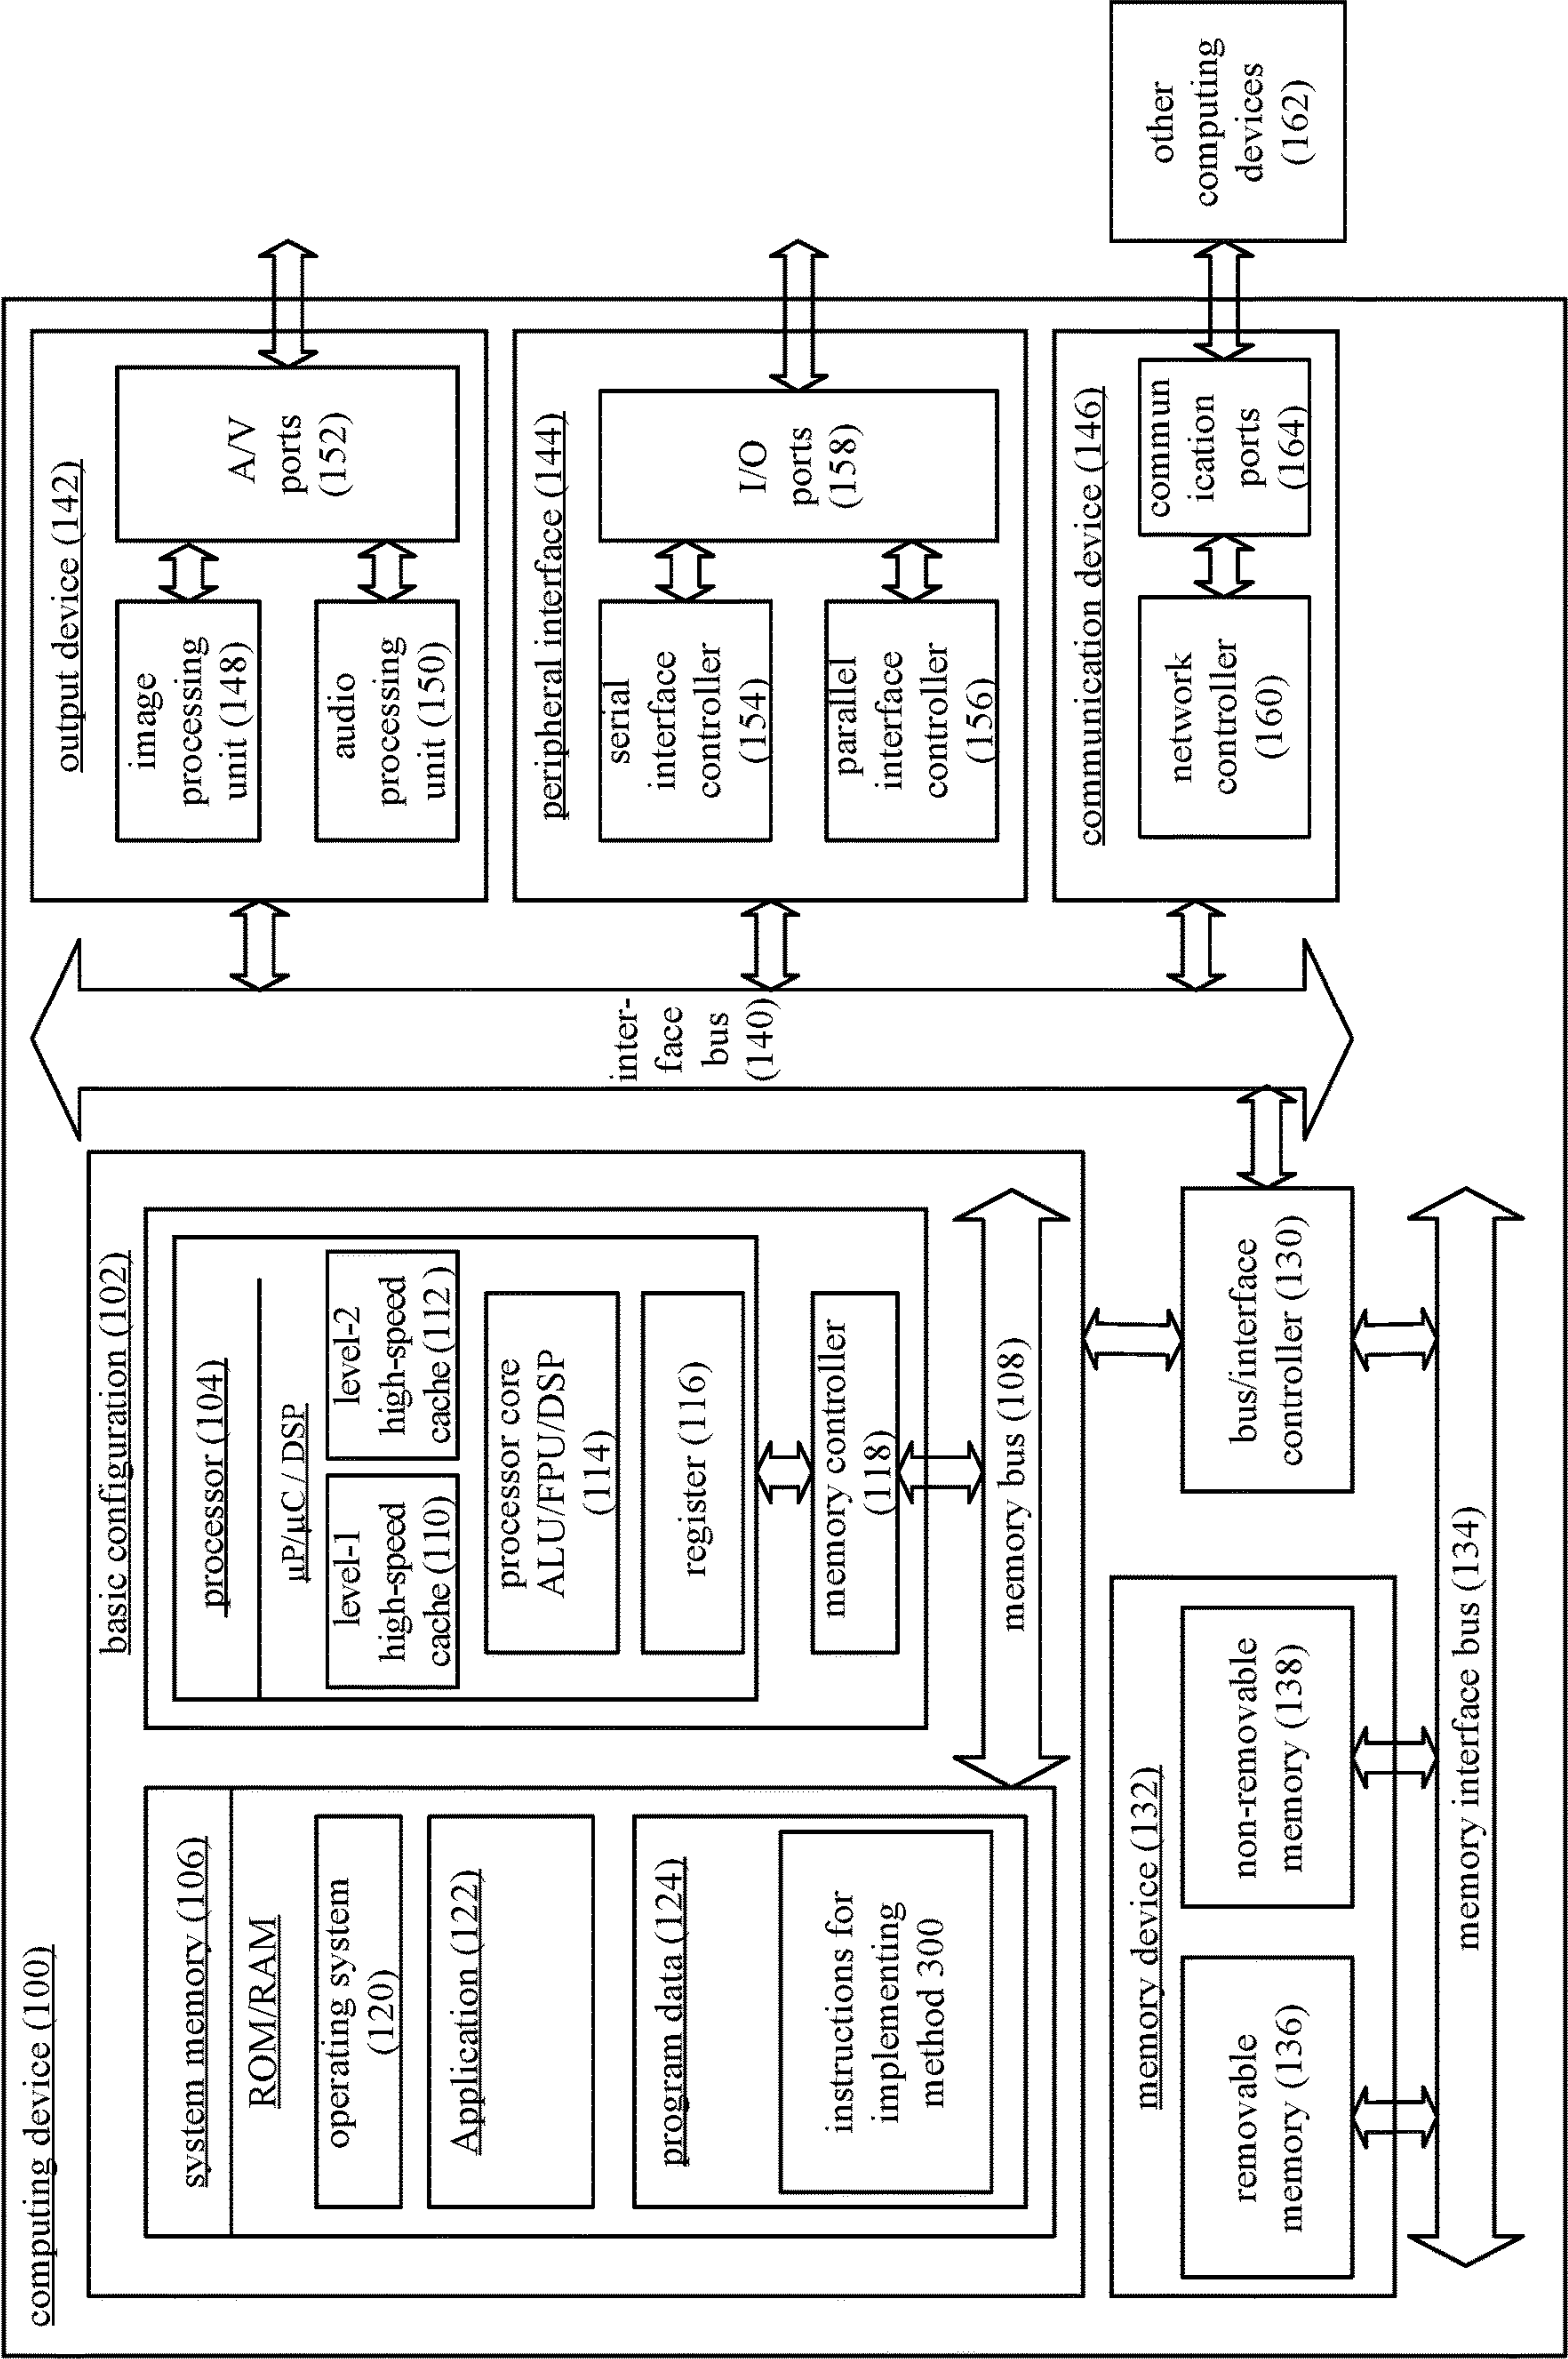 computing device (100)
basic configuration (102)
system memory (106)
ROM/RAM
operating system
(120)
Application (122)
program data (124)
instructions for
implementing
method 300
processor (104)
μP/μC / DSP
level-1
high-speed
cache (110)
level-2
high-speed
cache (112)
processor core
ALU/FPU/DSP
(114)
register (116)
memory controller
(118)
memory bus (108)
memory device (132)
removable
memory (136)
non-removable
memory (138)
bus/interface
controller (130)
memory interface bus (134)
inter-
face
bus
(140)
output device (142)
image
processing
unit (148)
audio
processing
unit (150)
A/V
ports
(152)
peripheral interface (144)
serial
interface
controller
(154)
parallel
interface
controller
(156)
I/O
ports
(158)
communication device (146)
network
controller
(160)
commun
ication
ports
(164)
other
computing
devices
(162)